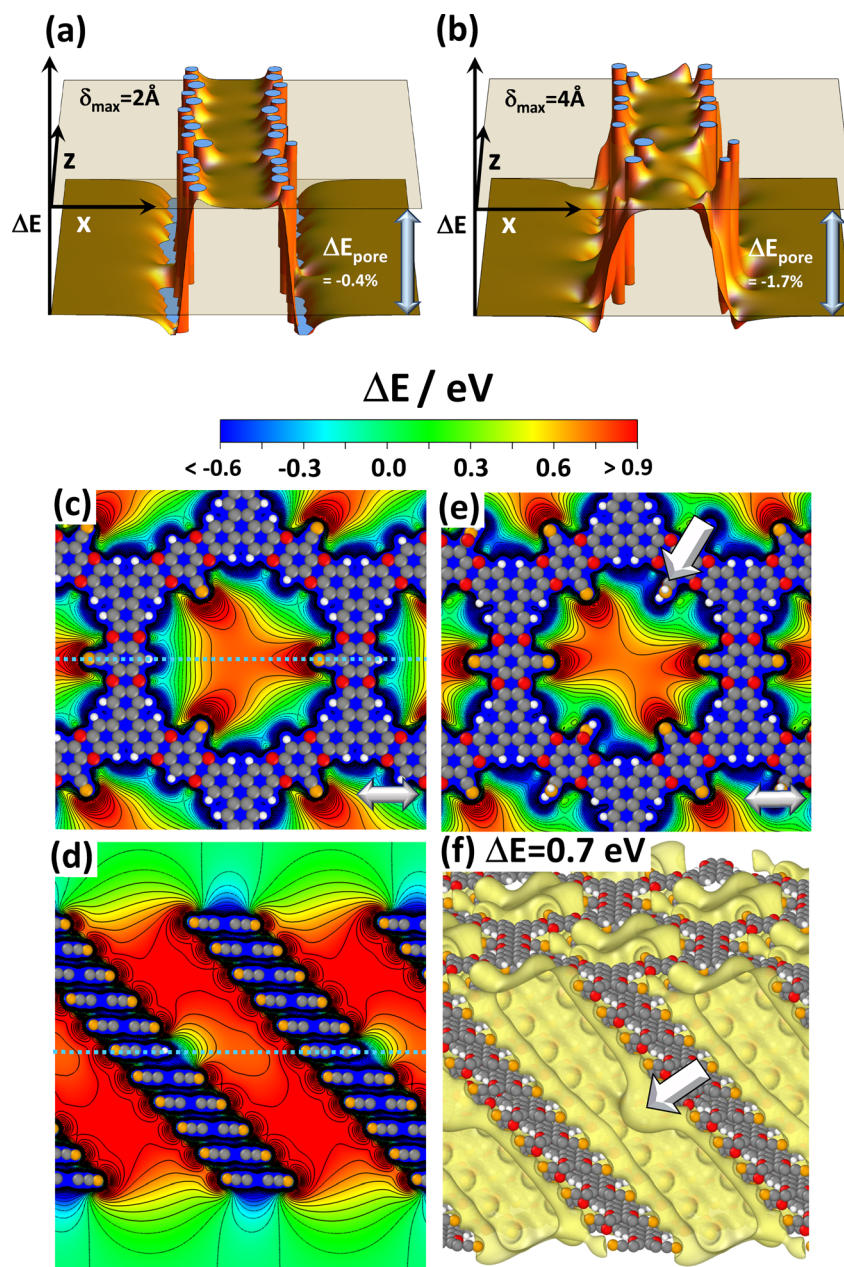 (a)
δmax=2Å
z
x
ΔE
ΔEpore
= -0.4%
(b)
δmax=4Å
z
x
ΔE
ΔEpore
= -1.7%
ΔE / eV
< -0.6 -0.3 0.0 0.3 0.6 > 0.9
(c)
(e)
(d)
(f) ΔE=0.7 eV